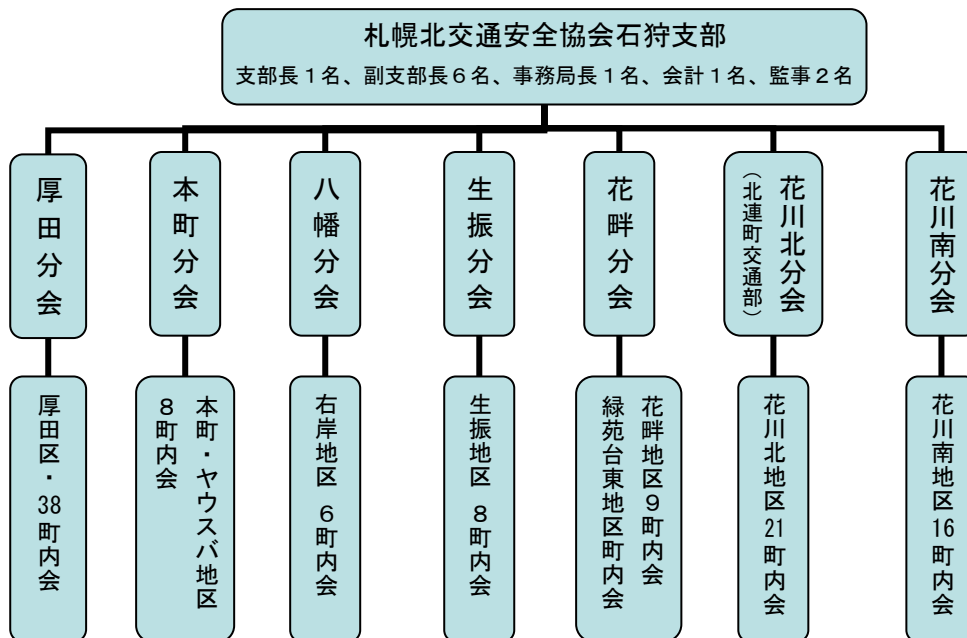 札幌北交通安全協会石狩支部
支部長１名、副支部長６名、事務局長１名、会計１名、監事２名
厚田分会
本町分会
八幡分会
生振分会
花畔分会
花川北分会
（北連町交通部）
花川南分会
厚田区・38町内会
本町・ヤウスバ地区
８町内会
右岸地区　６町内会
生振地区　８町内会
花畔地区９町内会
緑苑台東地区町内会
花川北地区21町内会
花川南地区16町内会